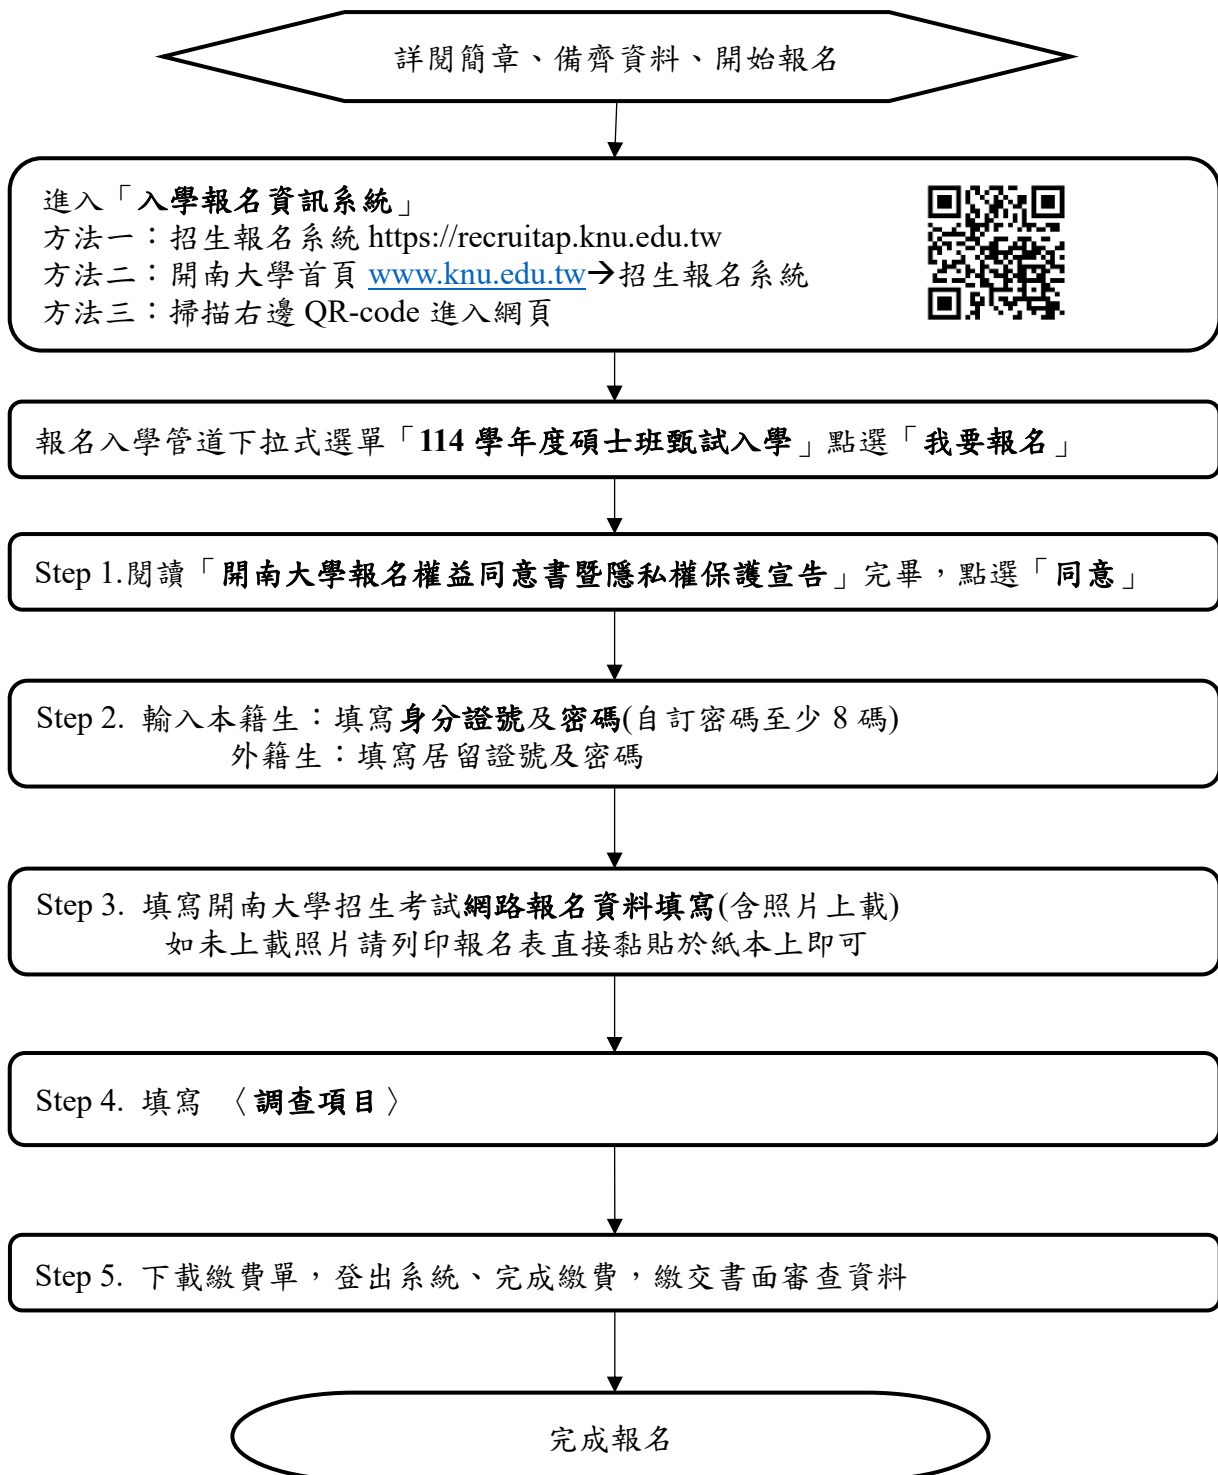 詳閱簡章、備齊資料、開始報名
進入「入學報名資訊系統」
方法一：招生報名系統 https://recruitap.knu.edu.tw
方法二：開南大學首頁 www.knu.edu.tw→招生報名系統
方法三：掃描右邊 QR-code 進入網頁
報名入學管道下拉式選單「114 學年度碩士班甄試入學」點選「我要報名」
Step 1.閱讀「開南大學報名權益同意書暨隱私權保護宣告」完畢，點選「同意」
Step 2. 輸入本籍生：填寫身分證號及密碼(自訂密碼至少 8 碼)
外籍生：填寫居留證號及密碼
Step 3. 填寫開南大學招生考試網路報名資料填寫(含照片上載)
如未上載照片請列印報名表直接黏貼於紙本上即可
Step 4. 填寫 〈調查項目〉
Step 5. 下載繳費單，登出系統、完成繳費，繳交書面審查資料
完成報名